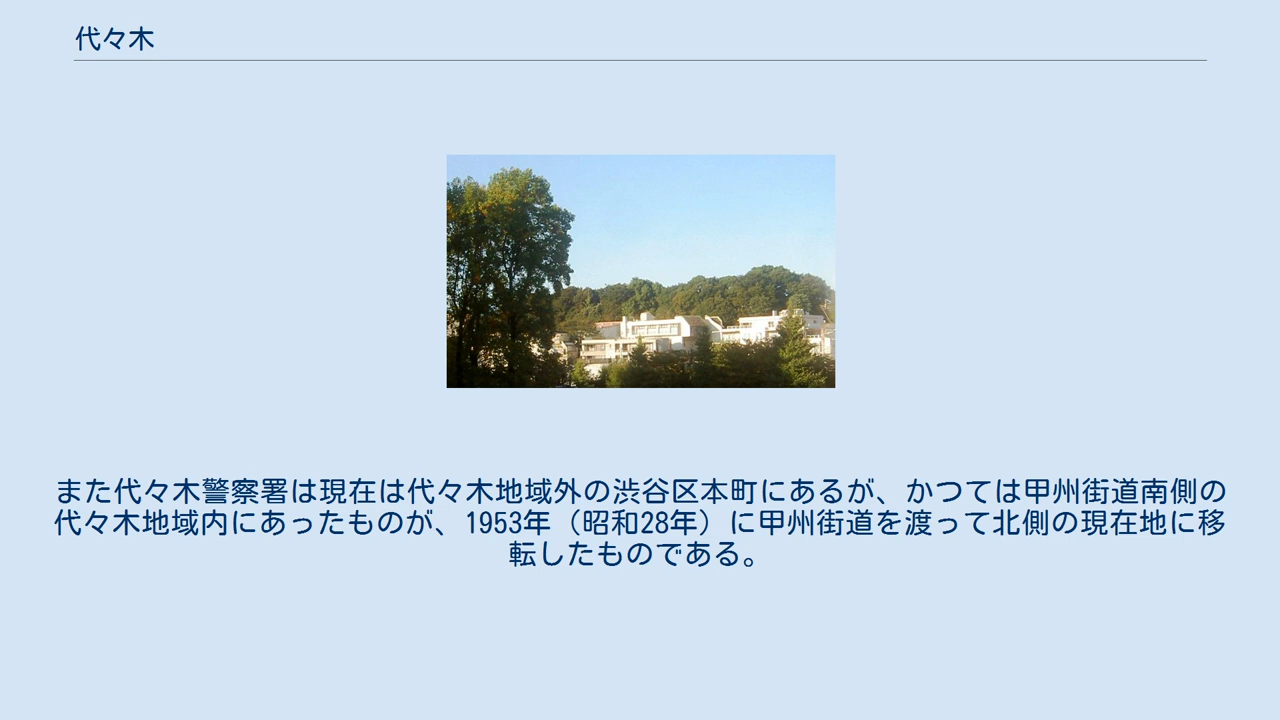 代々木
また代々木警察署は現在は代々木地域外の渋谷区本町にあるが、かつては甲州街道南側の
代々木地域内にあったものが、1953年（昭和28年）に甲州街道を渡って北側の現在地に移
転したものである。